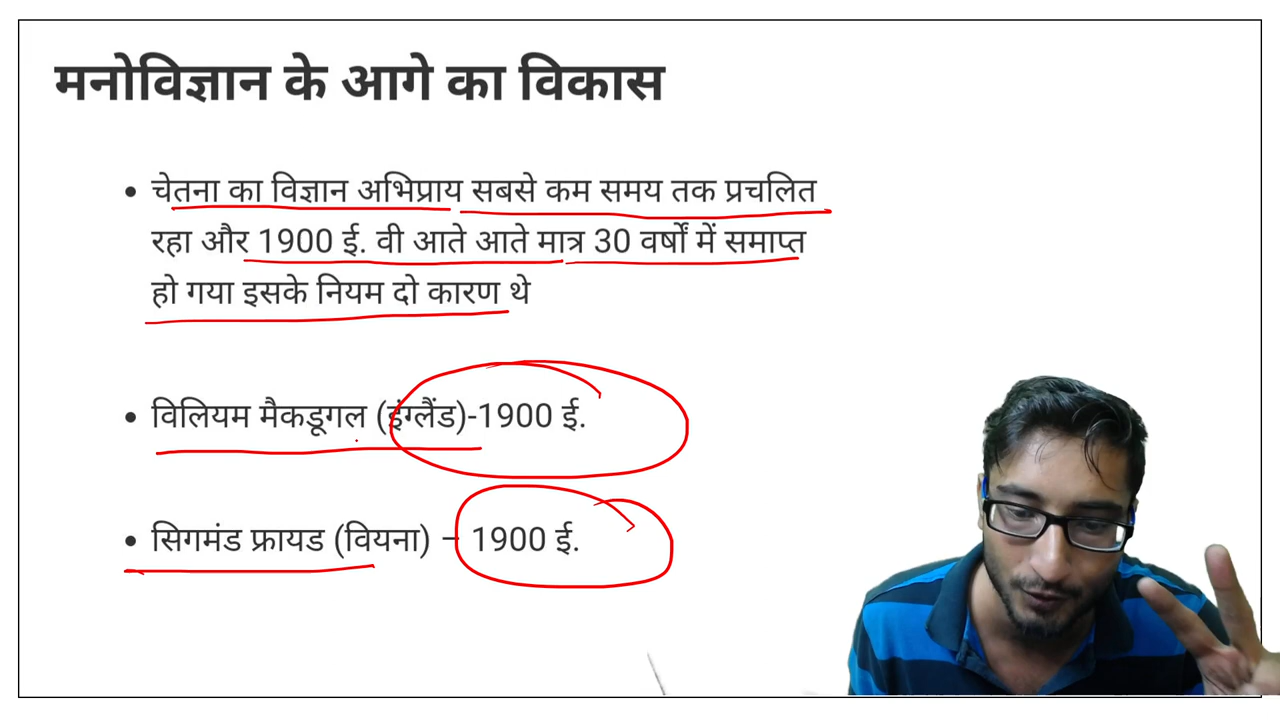 मनोविज्ञान के आगे का विकास
• चेतना का विज्ञान अभिप्राय सबसे कम समय तक प्रचलित
रहा और 1900 ई. वी आते आते मात्र 30 वर्षों में समाप्त
हो गया इसके नियम दो कारण थे
• विलियम मैकडूगल (इंग्लैंड)-1900 ई.
• सिगमंड फ्रायड (वियना) – 1900 ई.